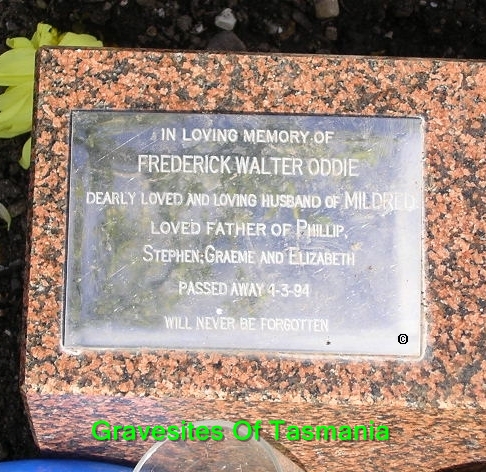 IN LOVING MEMORY OF
FREDERICK WALTER ODDIE
DEARLY LOVED AND LOVING HUSBAND OF MILDRED
LOVED FATHER OF PHILLIP,
STEPHEN, GRAEME AND ELIZABETH
PASSED AWAY 4-3-94
WILL NEVER BE FORGOTTEN
©
Gravesites Of Tasmania